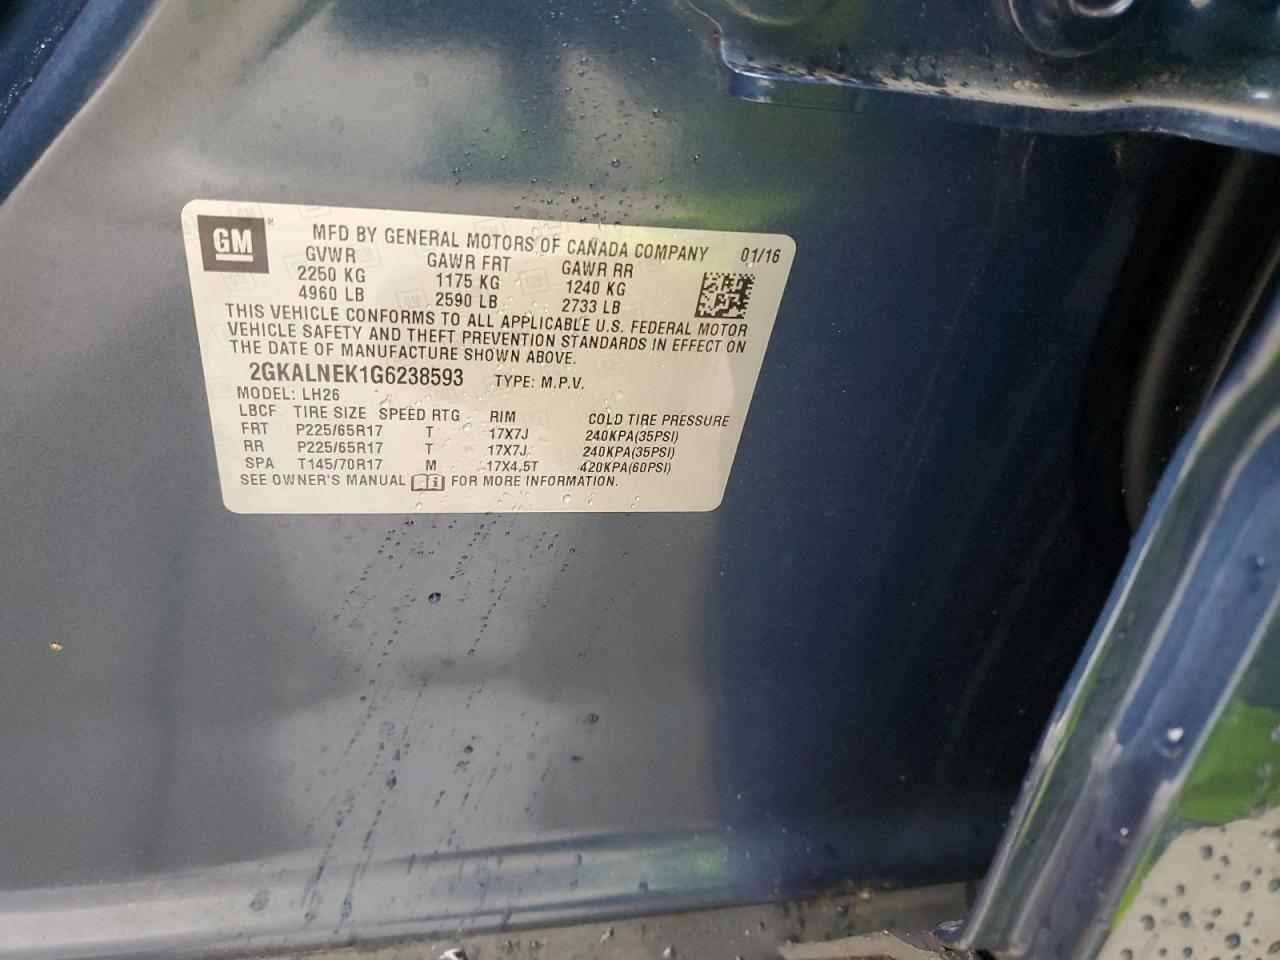 GM ® MFD BY GENERAL MOTORS OF CANADA COMPANY 01/16
GVWR GAWR FRT GAWR RR
2250 KG 1175 KG 1240 KG
4960 LB 2590 LB 2733 LB
THIS VEHICLE CONFORMS TO ALL APPLICABLE U.S. FEDERAL MOTOR
VEHICLE SAFETY AND THEFT PREVENTION STANDARDS IN EFFECT ON
THE DATE OF MANUFACTURE SHOWN ABOVE.
2GKALNEK1G6238593 TYPE: M.P.V.
MODEL: LH26
LBCF TIRE SIZE SPEED RTG RIM COLD TIRE PRESSURE
FRT P225/65R17 T 17X7J 240KPA(35PSI)
RR P225/65R17 T 17X7J 240KPA(35PSI)
SPA T145/70R17 M 17X4.5T 420KPA(60PSI)
SEE OWNER'S MANUAL FOR MORE INFORMATION.